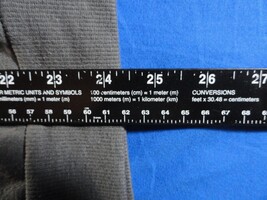 22 23 24 25 26 27
METRIC UNITS AND SYMBOLS 100 centimeters (cm) = 1 meter (m) CONVERSIONS
millimeters (mm) = 1 meter (m) 1000 meters (m) = 1 kilometer (km) feet x 30.48 = centimeters
56 57 58 59 60 61 62 63 64 65 66 67 68